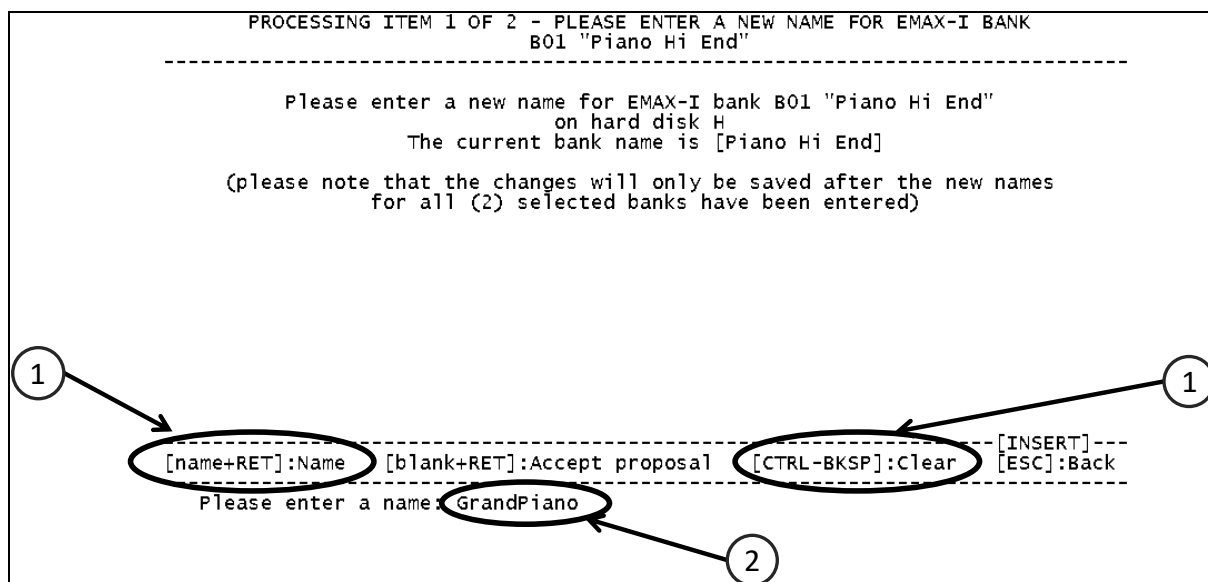 PROCESSING ITEM 1 OF 2 - PLEASE ENTER A NEW NAME FOR EMAX-I BANK
B01 "Piano Hi End"
Please enter a new name for EMAX-I bank B01 "Piano Hi End"
on hard disk H
The current bank name is [Piano Hi End]
(please note that the changes will only be saved after the new names
for all (2) selected banks have been entered)
1
1
[INSERT]
[name+RET]:Name [blank+RET]:Accept proposal [CTRL-BKSP]:Clear [ESC]:Back
Please enter a name: GrandPiano
2